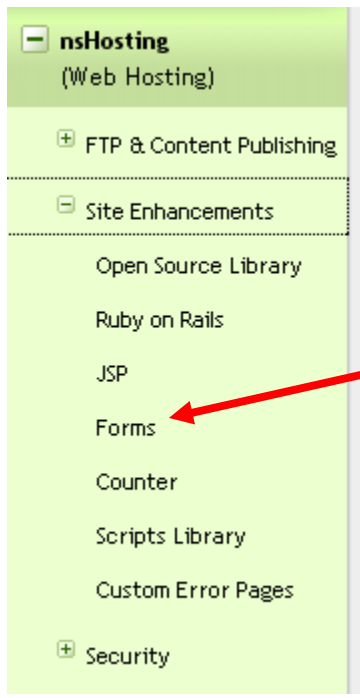 nsHosting
(Web Hosting)
FTP & Content Publishing
Site Enhancements
Open Source Library
Ruby on Rails
JSP
Forms
Counter
Scripts Library
Custom Error Pages
Security